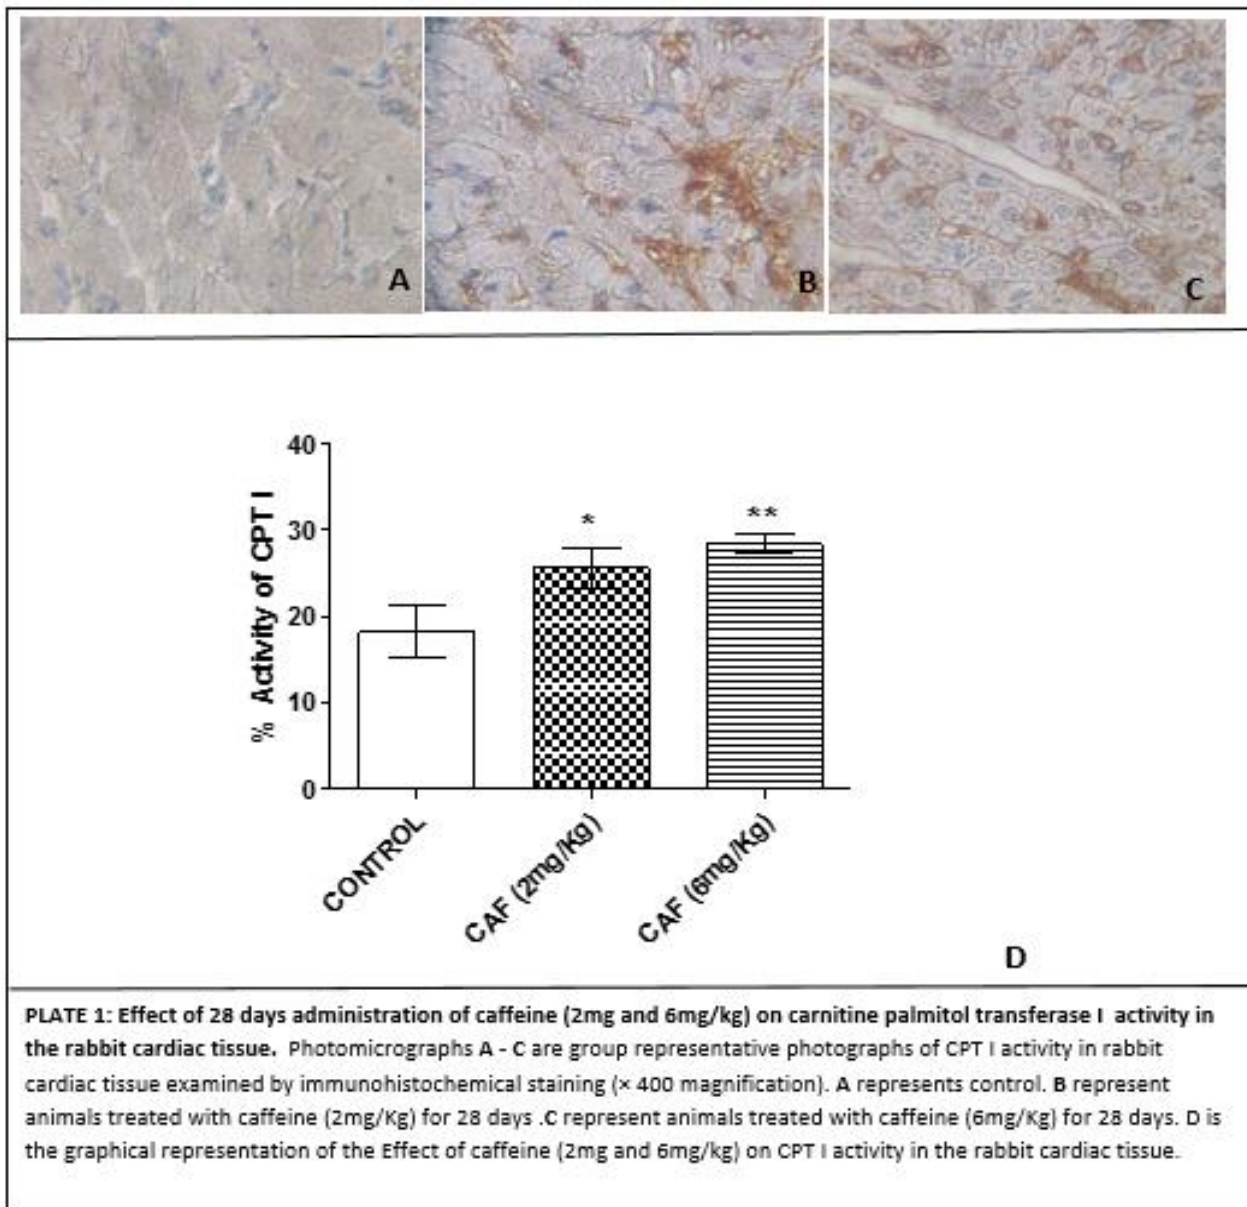 A
B
C
40
30
20
10
0
% Activity of CPT I
*
**
CONTROL
CAF (2mg/Kg)
CAF (6mg/Kg)
D
PLATE 1: Effect of 28 days administration of caffeine (2mg and 6mg/kg) on carnitine palmitol transferase I activity in
the rabbit cardiac tissue. Photomicrographs A - C are group representative photographs of CPT I activity in rabbit
cardiac tissue examined by immunohistochemical staining (× 400 magnification). A represents control. B represent
animals treated with caffeine (2mg/Kg) for 28 days .C represent animals treated with caffeine (6mg/Kg) for 28 days. D is
the graphical representation of the Effect of caffeine (2mg and 6mg/kg) on CPT I activity in the rabbit cardiac tissue.